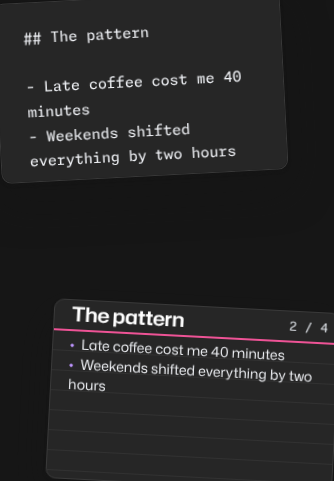 ## The pattern
- Late coffee cost me 40
minutes
- Weekends shifted
everything by two hours
The pattern
2 / 4
• Late coffee cost me 40 minutes
• Weekends shifted everything by two
hours